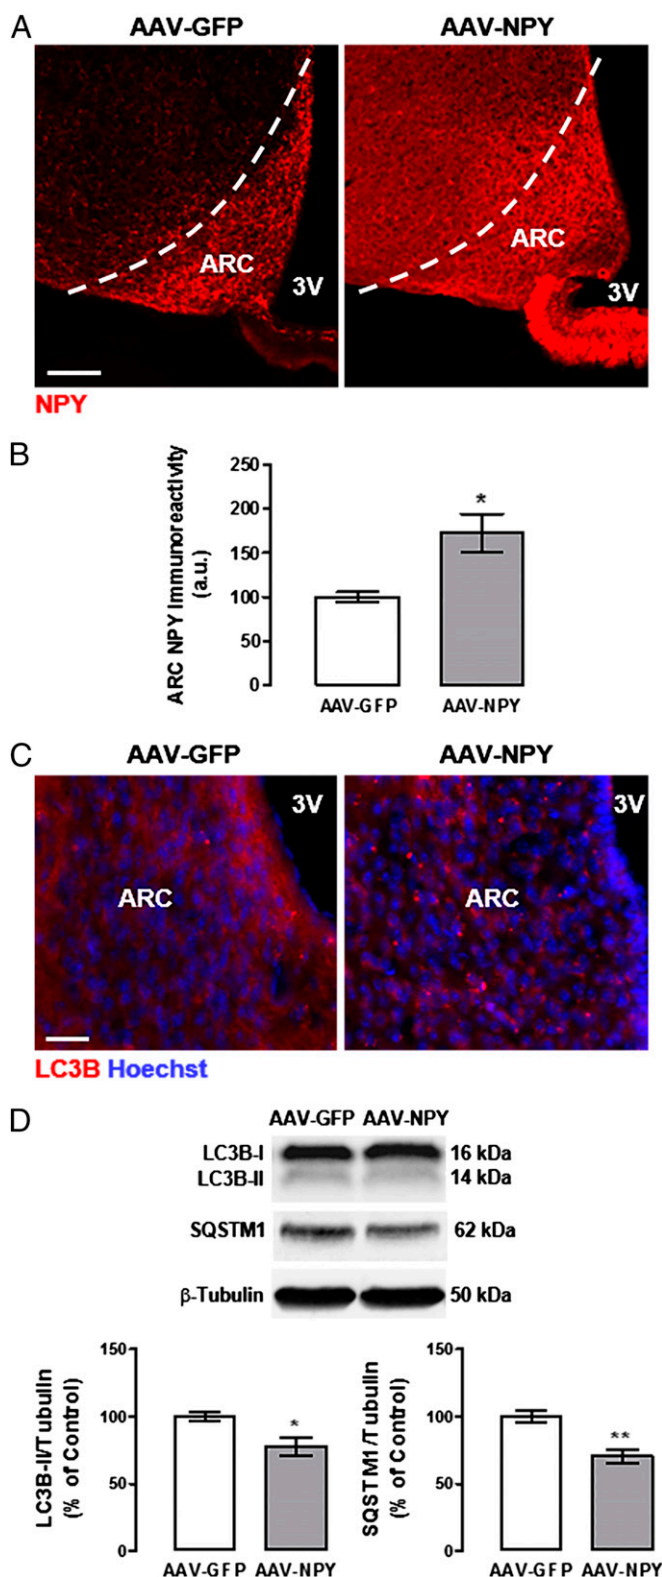 A
AAV-GFP AAV-NPY
ARC
3V
ARC
3V
NPY
B
ARC NPY Immunoreactivity
(a.u.)
250
200
150
100
50
0
*
AAV-GFP AAV-NPY
C
AAV-GFP AAV-NPY
3V
ARC
3V
ARC
LC3B Hoechst
D
AAV-GFP AAV-NPY
LC3B-I 16 kDa
LC3B-II 14 kDa
SQSTM1 62 kDa
β-Tubulin 50 kDa
LC3B-II/Tubulin
(% of Control)
150
100
50
0
*
AAV-GFP AAV-NPY
SQSTM1/Tubulin
(% of Control)
150
100
50
0
**
AAV-GFP AAV-NPY